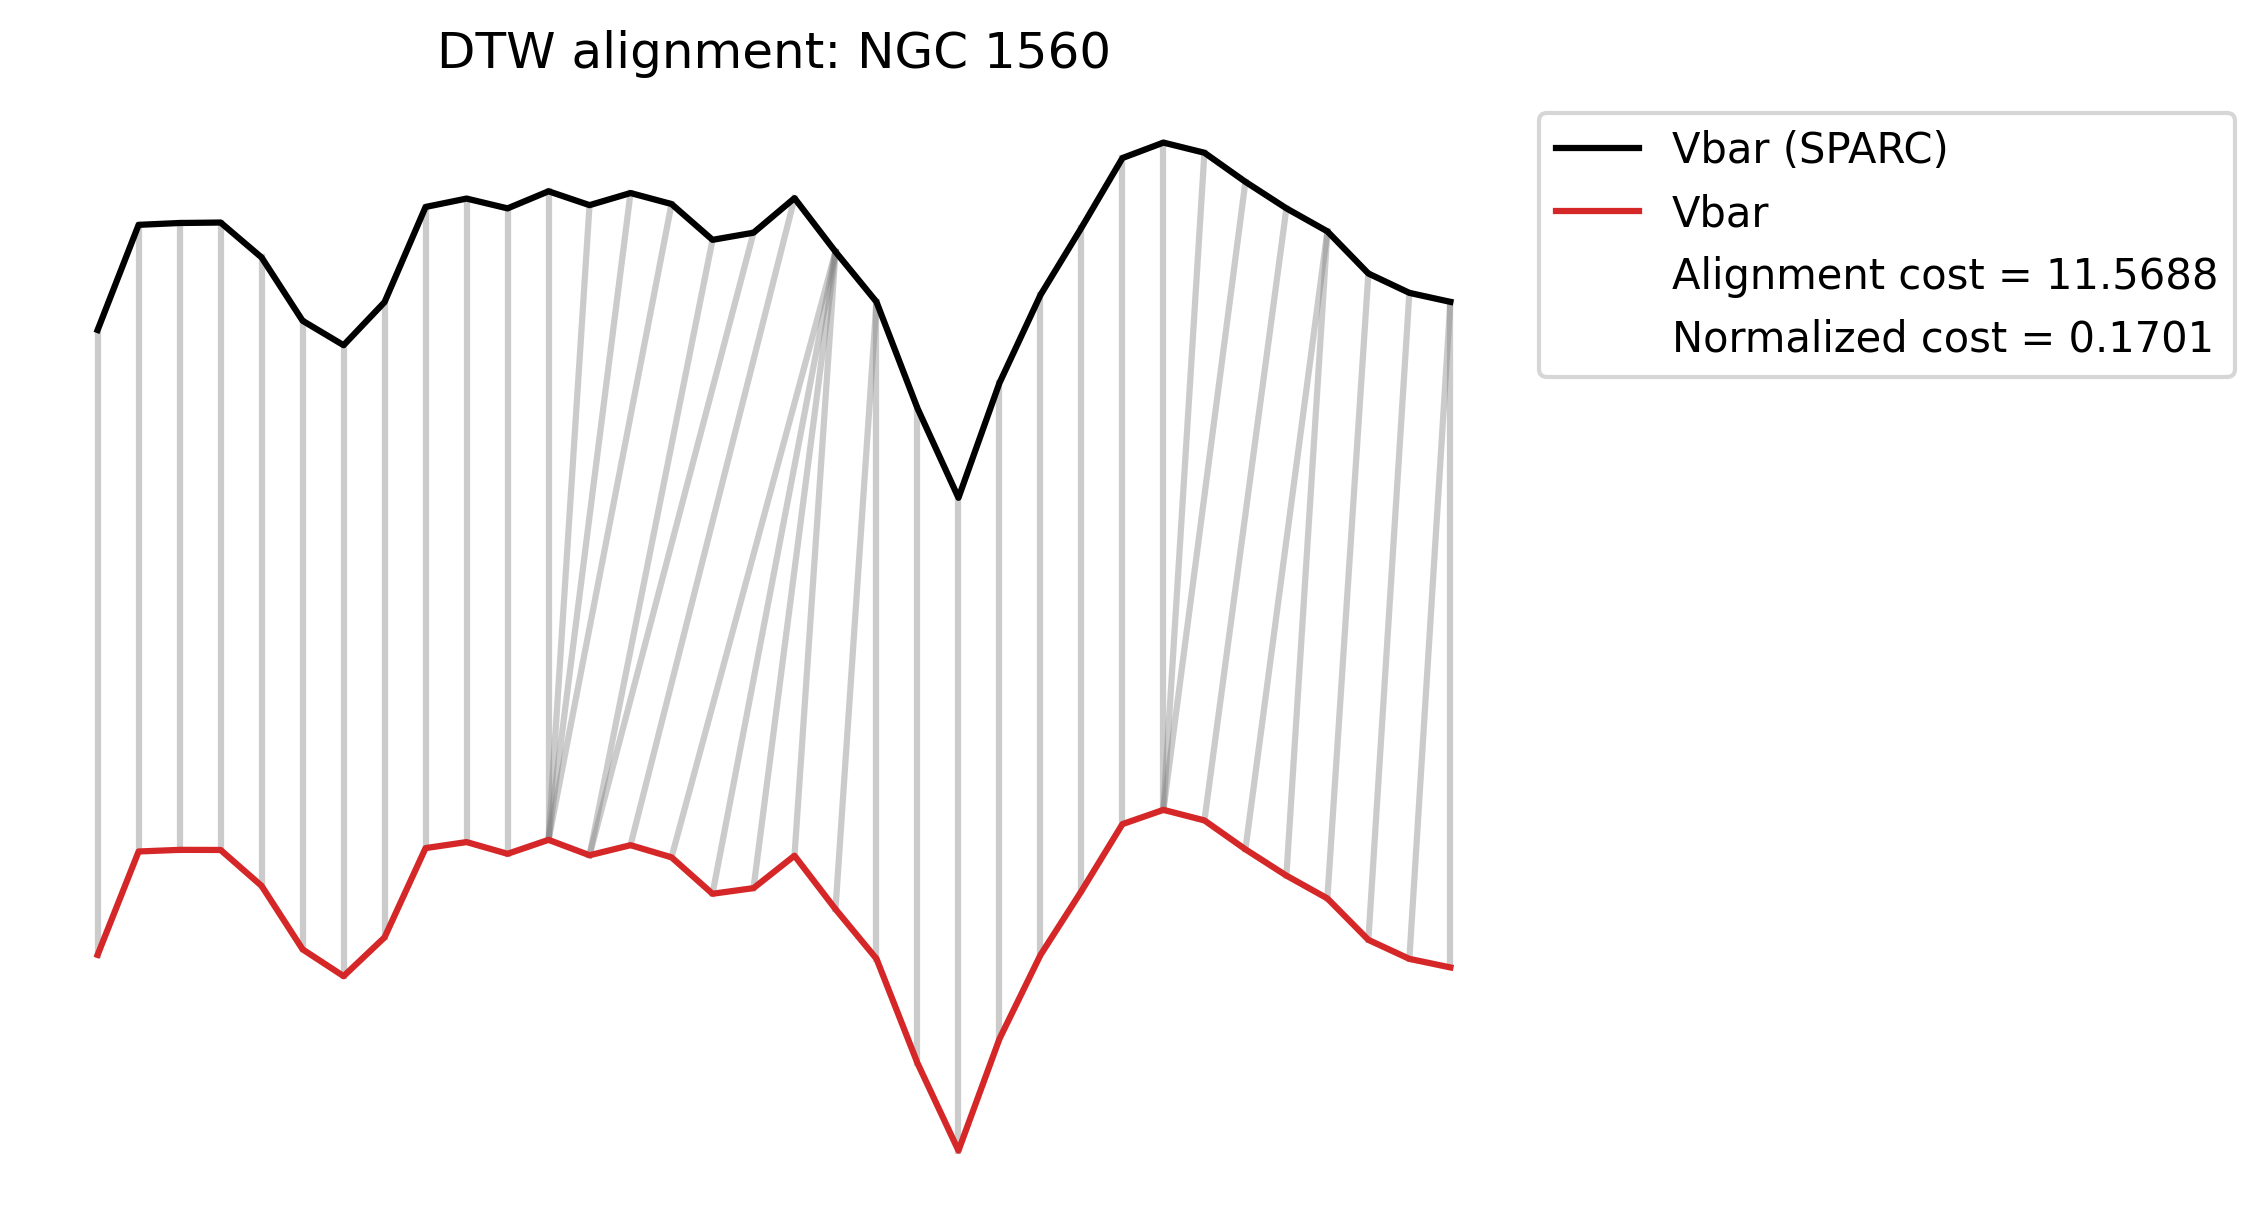 DTW alignment: NGC 1560
Vbar (SPARC)
Vbar
Alignment cost = 11.5688
Normalized cost = 0.1701